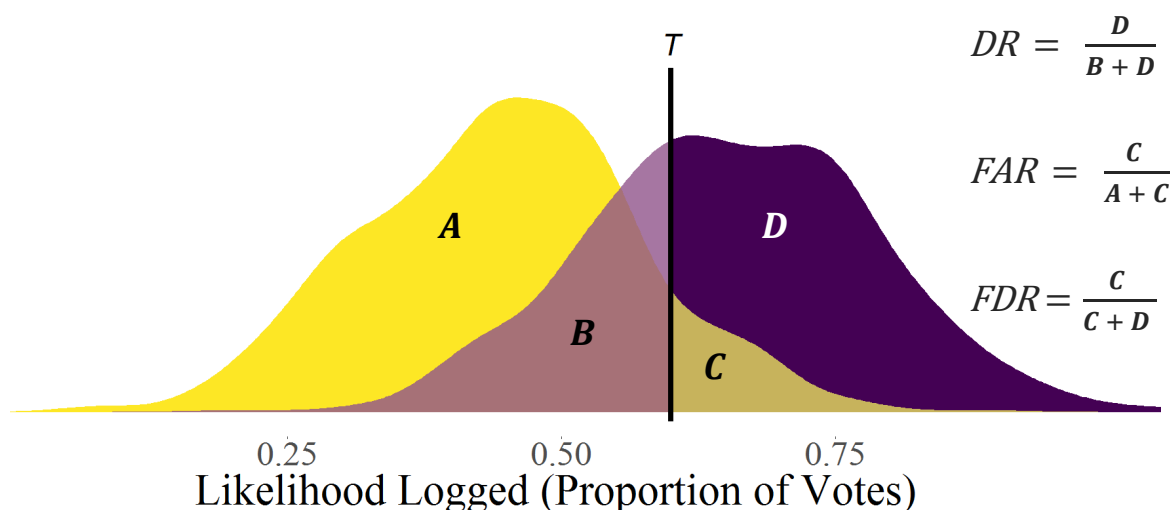 T
DR = D / (B + D)
FAR = C / (A + C)
FDR = C / (C + D)
A
D
B
C
0.25 0.50 0.75
Likelihood Logged (Proportion of Votes)